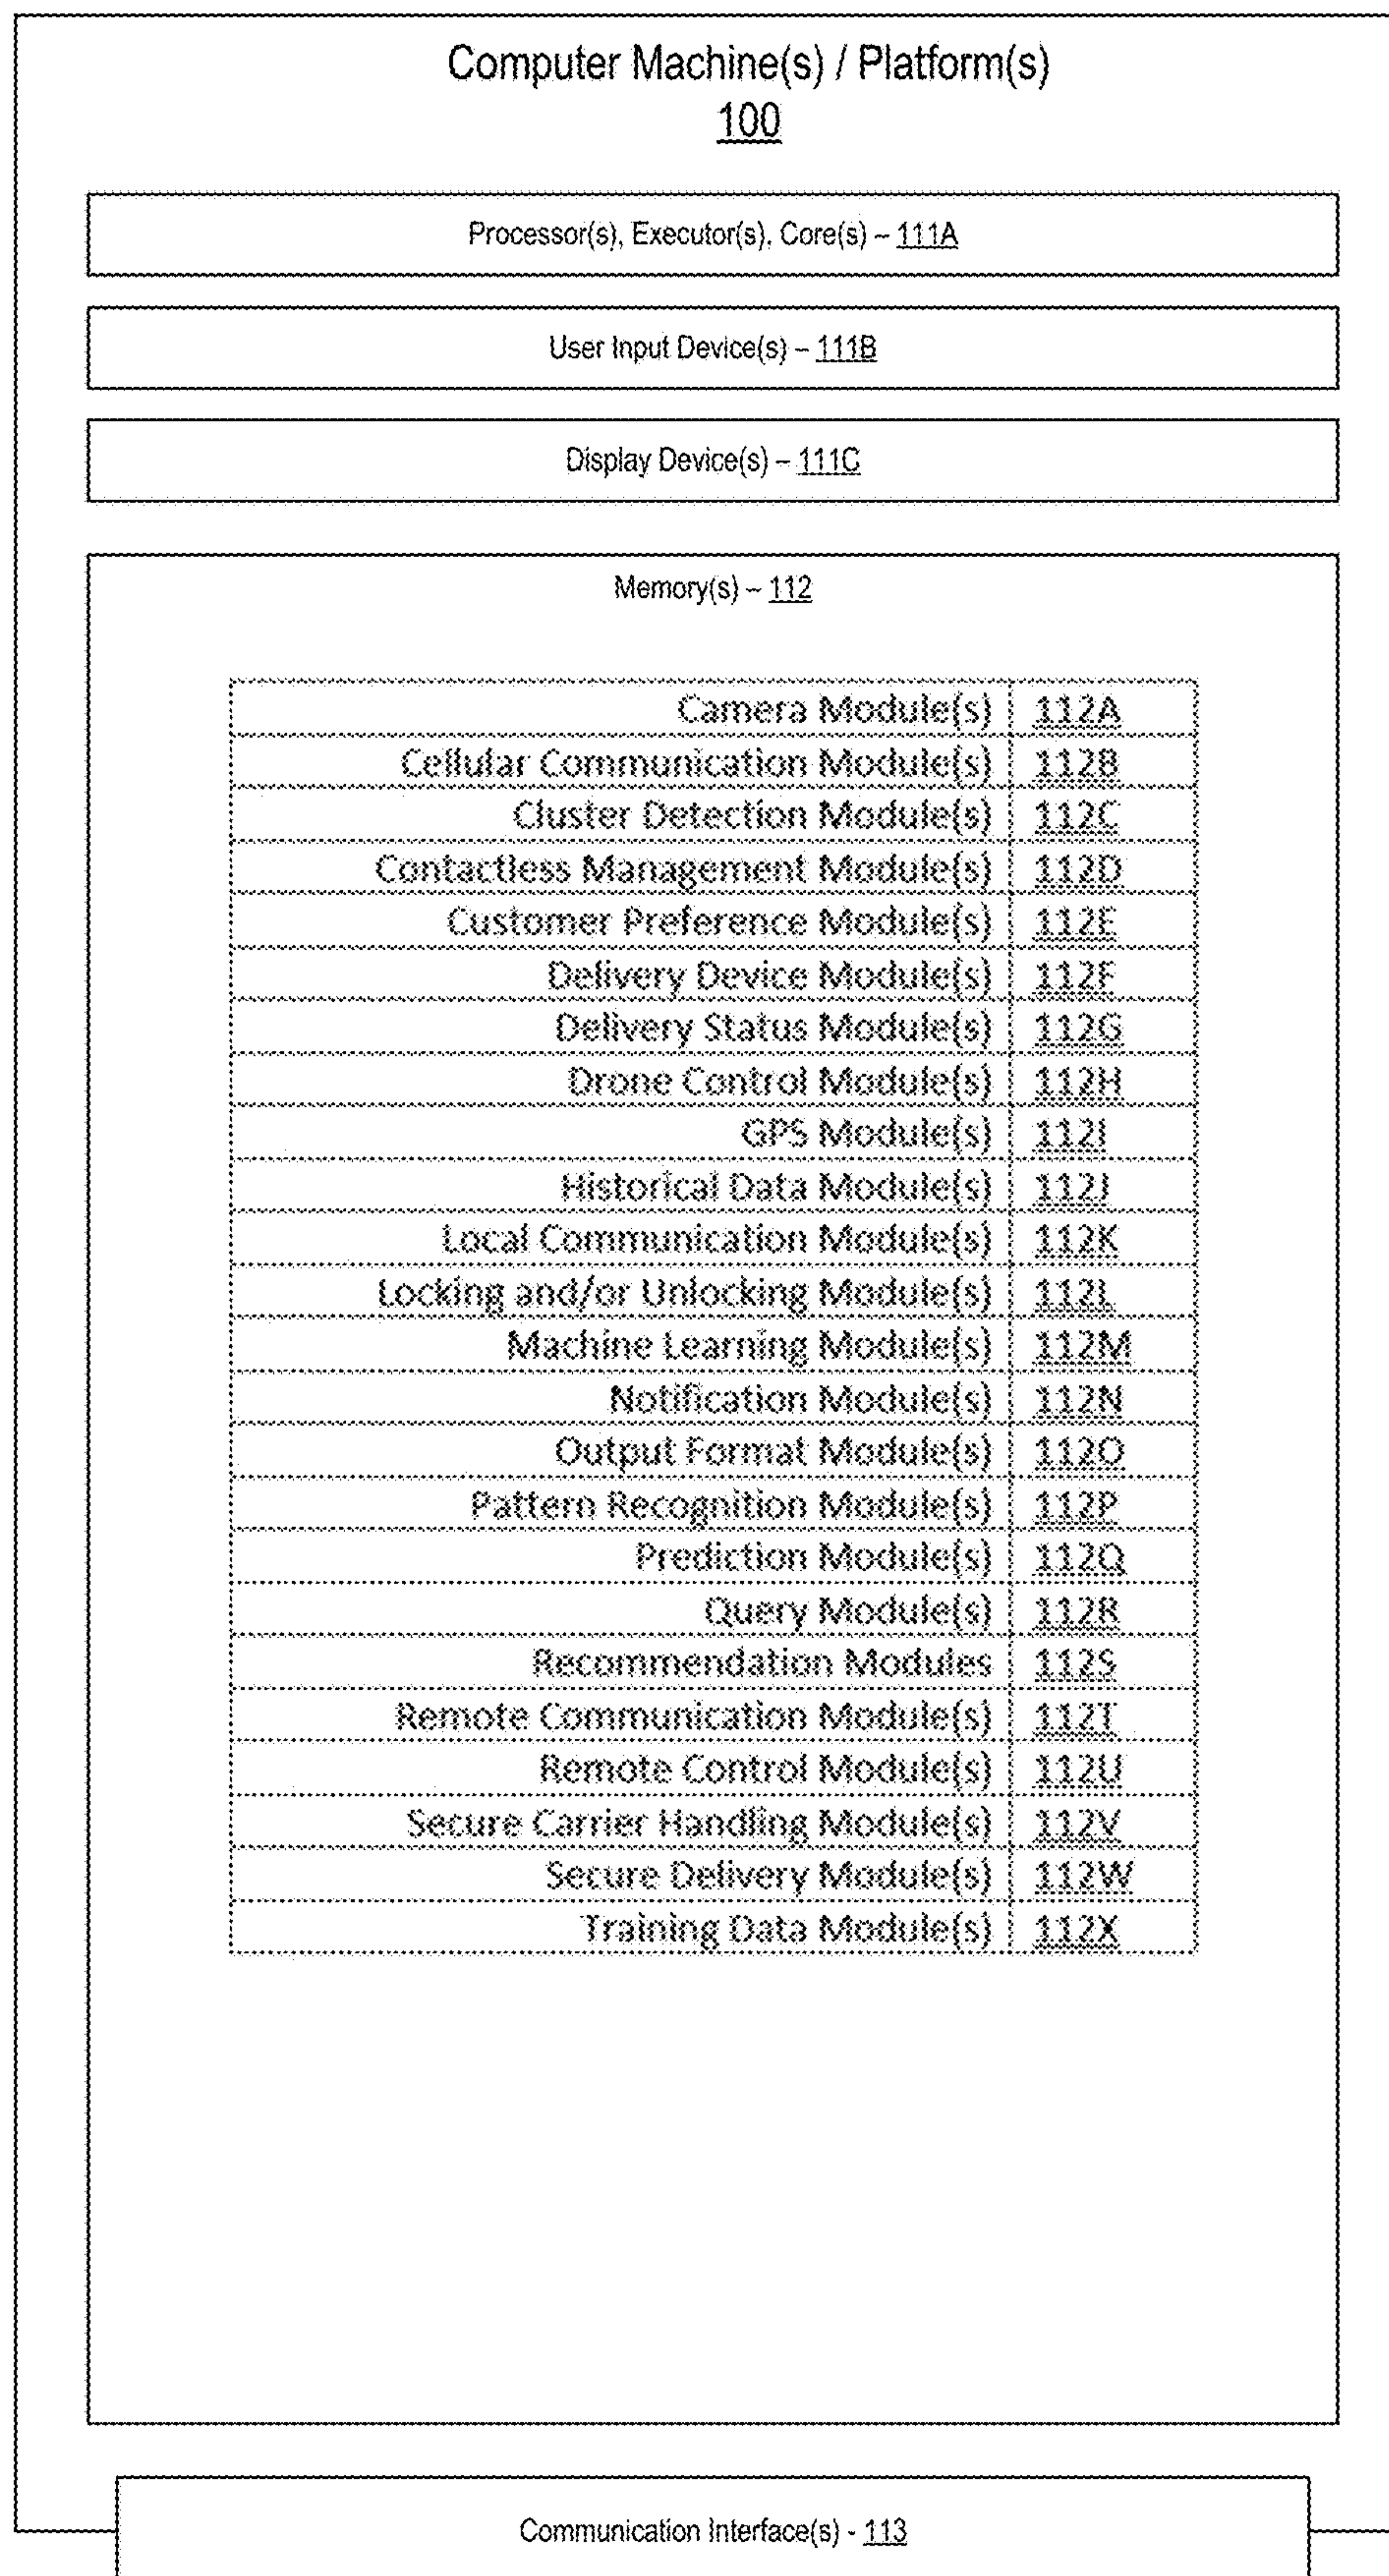 Computer Machine(s) / Platform(s)
100
Processor(s), Executor(s), Core(s) – 111A
User Input Device(s) – 111B
Display Device(s) – 111C
Memory(s) – 112
Camera Module(s) 112A
Cellular Communication Module(s) 112B
Cluster Detection Module(s) 112C
Contactless Management Module(s) 112D
Customer Preference Module(s) 112E
Delivery Device Module(s) 112F
Delivery Status Module(s) 112G
Drone Control Module(s) 112H
GPS Module(s) 112I
Historical Data Module(s) 112J
Local Communication Module(s) 112K
Locking and/or Unlocking Module(s) 112L
Machine Learning Module(s) 112M
Notification Module(s) 112N
Output Format Module(s) 112O
Pattern Recognition Module(s) 112P
Prediction Module(s) 112Q
Query Module(s) 112R
Recommendation Modules 112S
Remote Communication Module(s) 112T
Remote Control Module(s) 112U
Secure Carrier Handling Module(s) 112V
Secure Delivery Module(s) 112W
Training Data Module(s) 112X
Communication Interface(s) - 113